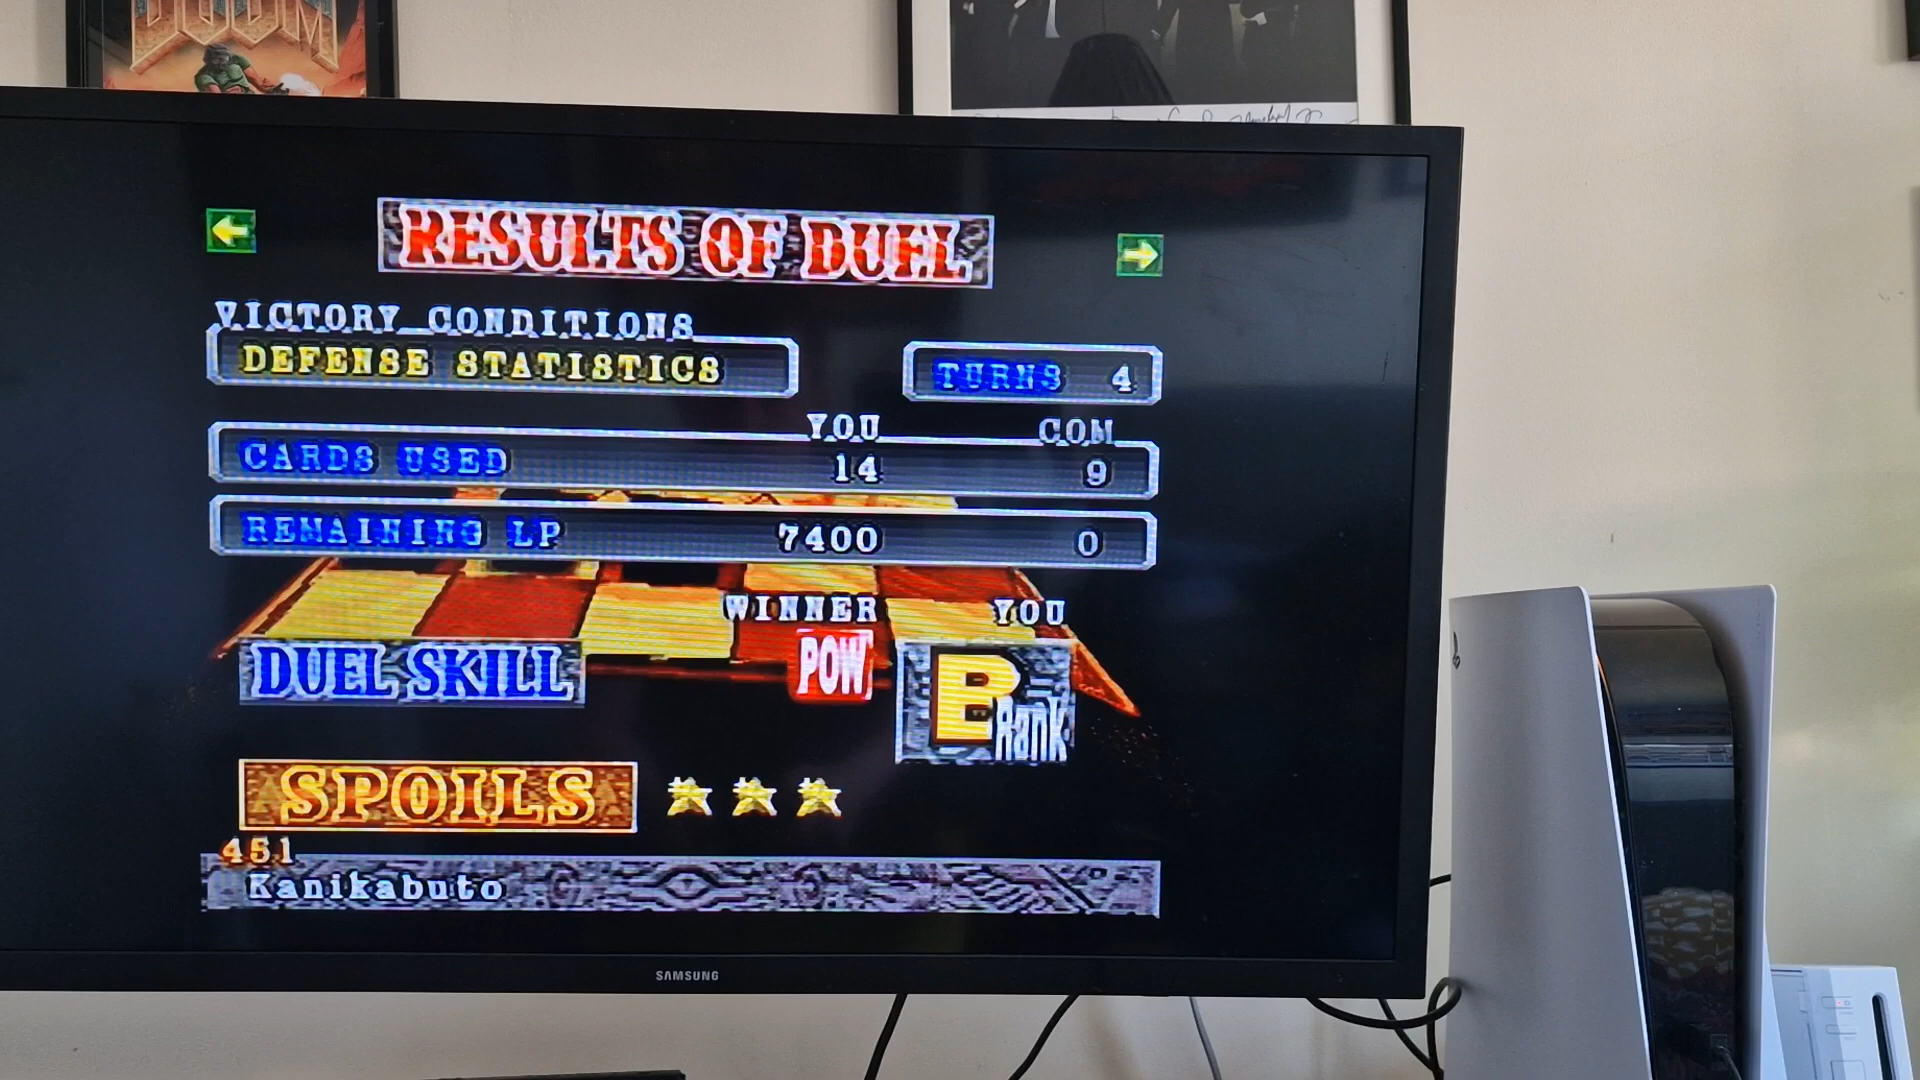 DOOM
RESULTS OF DUEL
VICTORY CONDITIONS
DEFENSE STATISTICS
TURNS 4
YOU COM
CARDS USED 14 9
REMAINING LP 7400 0
WINNER YOU
DUEL SKILL POW B Rank
SPOILS
451
Kanikabuto
SAMSUNG